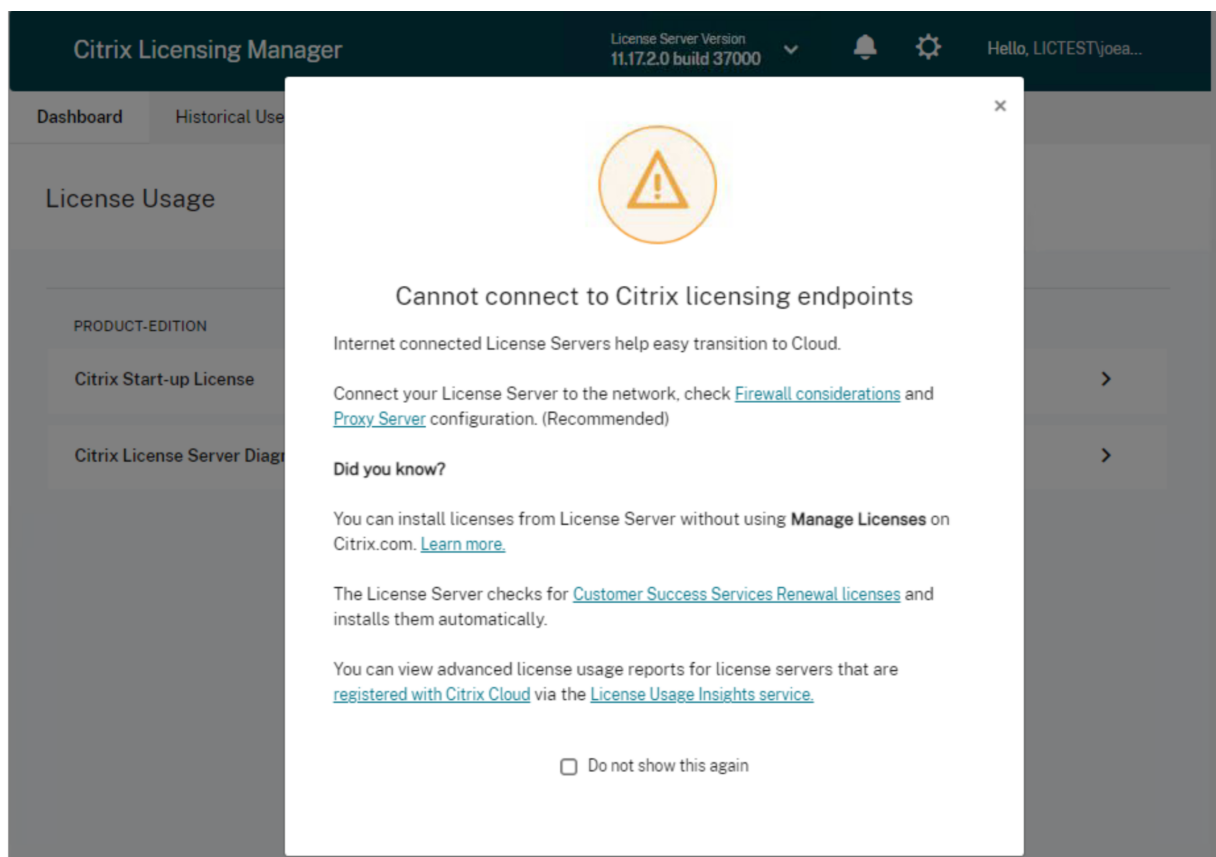 Citrix Licensing Manager
License Server Version
11.17.2.0 build 37000
Hello, LICTEST\joea...
Dashboard
Historical Use
×
License Usage
Cannot connect to Citrix licensing endpoints
PRODUCT-EDITION
Internet connected License Servers help easy transition to Cloud.
Citrix Start-up License
Connect your License Server to the network, check Firewall considerations and
Proxy Server configuration. (Recommended)
Citrix License Server Diagr
Did you know?
You can install licenses from License Server without using Manage Licenses on
Citrix.com. Learn more.
The License Server checks for Customer Success Services Renewal licenses and
installs them automatically.
You can view advanced license usage reports for license servers that are
registered with Citrix Cloud via the License Usage Insights service.
Do not show this again